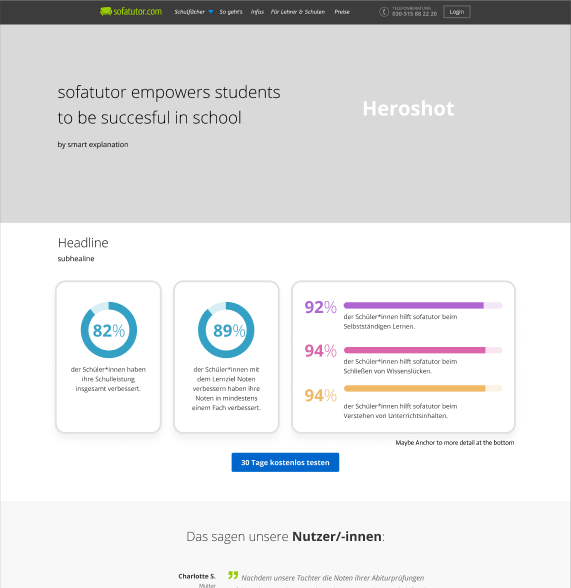 sofatutor.com Schulfächer So geht's Infos Für Lehrer & Schulen Preise TELEFONBERATUNG Login
030-515 88 22 20
sofatutor empowers students
to be succesful in school
Heroshot
by smart explanation
Headline
subhealine
82%
der Schüler*innen haben
ihre Schulleistung
insgesamt verbessert.
89%
der Schüler*innen mit
dem Lernziel Noten
verbessern haben ihre
Noten in mindestens
einem Fach verbessert.
92%
der Schüler*innen hilft sofatutor beim
Selbstständigen Lernen.
94%
der Schüler*innen hilft sofatutor beim
Schließen von Wissenslücken.
94%
der Schüler*innen hilft sofatutor beim
Verstehen von Unterrichtsinhalten.
Maybe Anchor to more detail at the bottom
30 Tage kostenlos testen
Das sagen unsere Nutzer/-innen:
Charlotte S.
Mutter
Nachdem unsere Tochter die Noten ihrer Abiturprüfungen